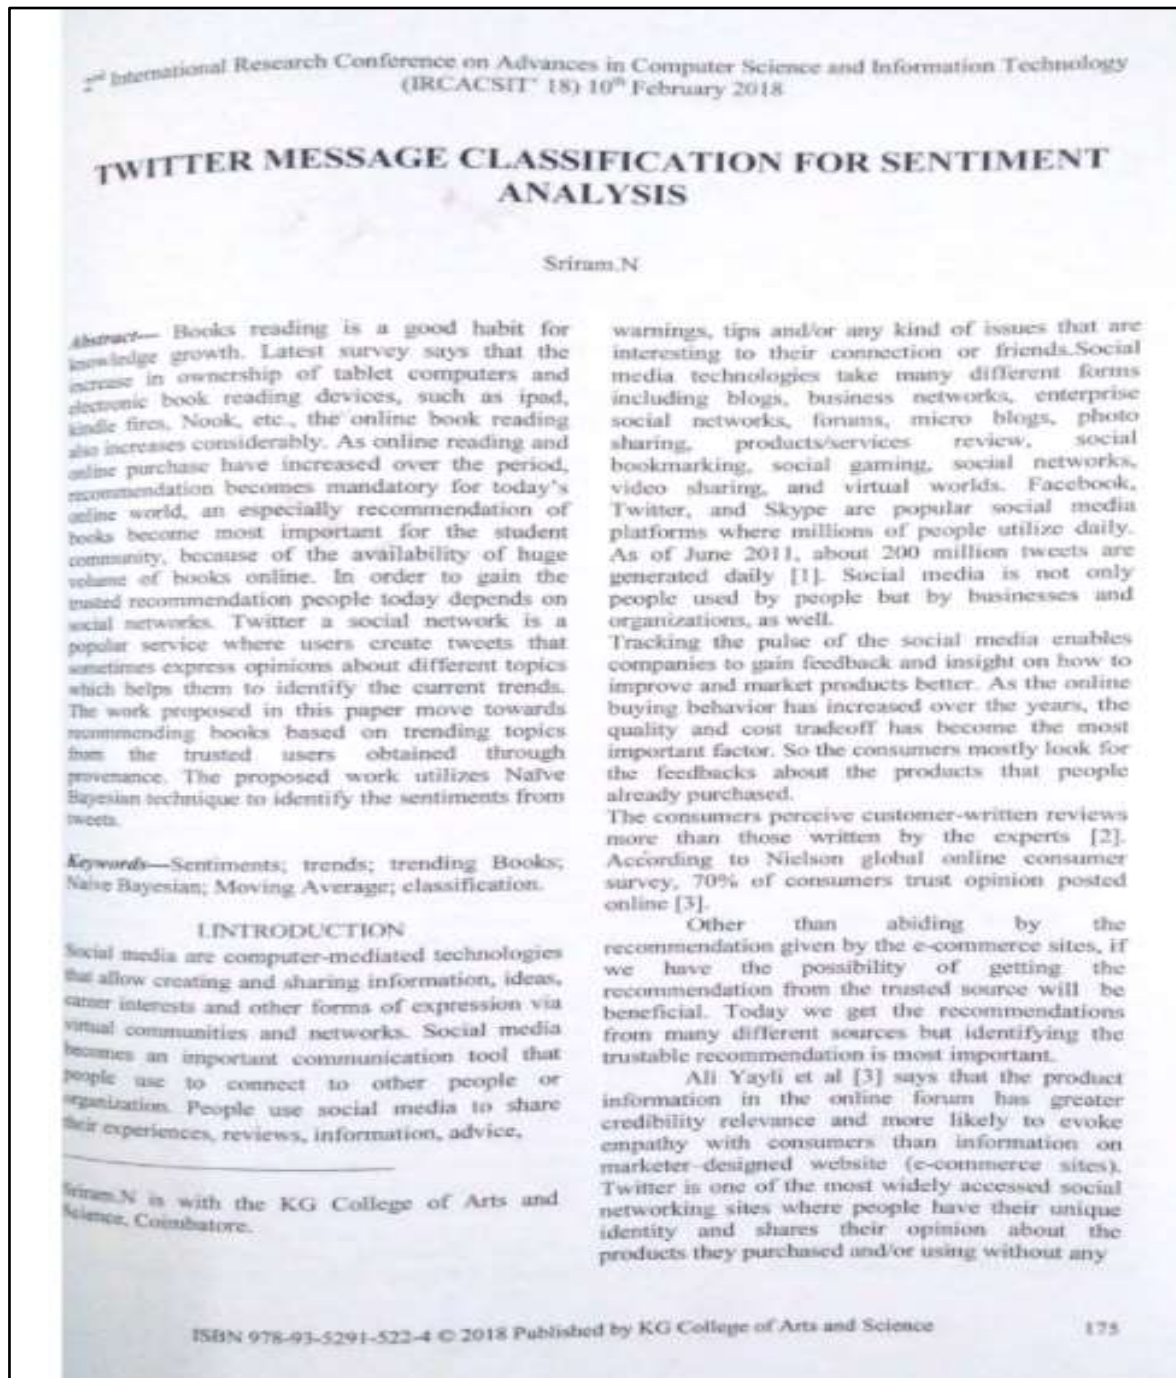 2nd International Research Conference on Advances in Computer Science and Information Technology
(IRCACSIT' 18) 10th February 2018
TWITTER MESSAGE CLASSIFICATION FOR SENTIMENT
ANALYSIS
Sriram.N
Abstract— Books reading is a good habit for
knowledge growth. Latest survey says that the
increase in ownership of tablet computers and
electronic book reading devices, such as ipad,
kindle fires, Nook, etc., the online book reading
also increases considerably. As online reading and
online purchase have increased over the period,
recommendation becomes mandatory for today's
online world, an especially recommendation of
books become most important for the student
community, because of the availability of huge
volume of books online. In order to gain the
trusted recommendation people today depends on
social networks. Twitter a social network is a
popular service where users create tweets that
sometimes express opinions about different topics
which helps them to identify the current trends.
The work proposed in this paper move towards
recommending books based on trending topics
from the trusted users obtained through
provenance. The proposed work utilizes Naïve
Bayesian technique to identify the sentiments from
tweets.
Keywords—Sentiments; trends; trending Books;
Naïve Bayesian; Moving Average; classification.
I.INTRODUCTION
Social media are computer-mediated technologies
that allow creating and sharing information, ideas,
career interests and other forms of expression via
virtual communities and networks. Social media
becomes an important communication tool that
people use to connect to other people or
organization. People use social media to share
their experiences, reviews, information, advice,
Sriram.N is with the KG College of Arts and
Science, Coimbatore.
warnings, tips and/or any kind of issues that are
interesting to their connection or friends.Social
media technologies take many different forms
including blogs, business networks, enterprise
social networks, forums, micro blogs, photo
sharing, products/services review, social
bookmarking, social gaming, social networks,
video sharing, and virtual worlds. Facebook,
Twitter, and Skype are popular social media
platforms where millions of people utilize daily.
As of June 2011, about 200 million tweets are
generated daily [1]. Social media is not only
people used by people but by businesses and
organizations, as well.
Tracking the pulse of the social media enables
companies to gain feedback and insight on how to
improve and market products better. As the online
buying behavior has increased over the years, the
quality and cost tradeoff has become the most
important factor. So the consumers mostly look for
the feedbacks about the products that people
already purchased.
The consumers perceive customer-written reviews
more than those written by the experts [2].
According to Nielson global online consumer
survey, 70% of consumers trust opinion posted
online [3].
Other than abiding by the
recommendation given by the e-commerce sites, if
we have the possibility of getting the
recommendation from the trusted source will be
beneficial. Today we get the recommendations
from many different sources but identifying the
trustable recommendation is most important.
Ali Yayli et al [3] says that the product
information in the online forum has greater
credibility relevance and more likely to evoke
empathy with consumers than information on
marketer–designed website (e-commerce sites).
Twitter is one of the most widely accessed social
networking sites where people have their unique
identity and shares their opinion about the
products they purchased and/or using without any
ISBN 978-93-5291-522-4 © 2018 Published by KG College of Arts and Science
175